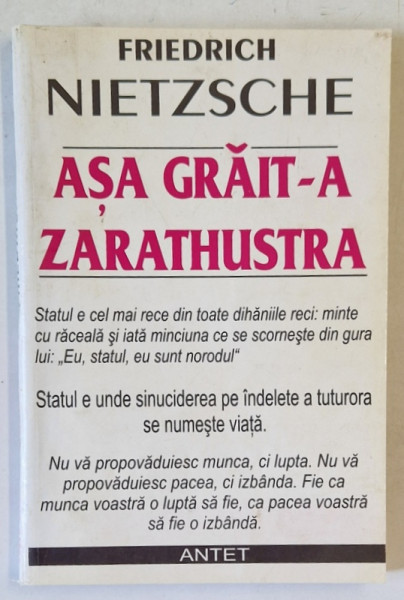 FRIEDRICH
NIETZSCHE
AȘA GRĂIT-A
ZARATHUSTRA
Statul e cel mai rece din toate dihăniile reci: minte
cu răceală și iată minciuna ce se scornește din gura
lui: „Eu, statul, eu sunt norodul“
Statul e unde sinuciderea pe îndelete a tuturora
se numește viață.
Nu vă propovăduiesc munca, ci lupta. Nu vă
propovăduiesc pacea, ci izbânda. Fie ca
munca voastră o luptă să fie, ca pacea voastră
să fie o izbândă.
ANTET